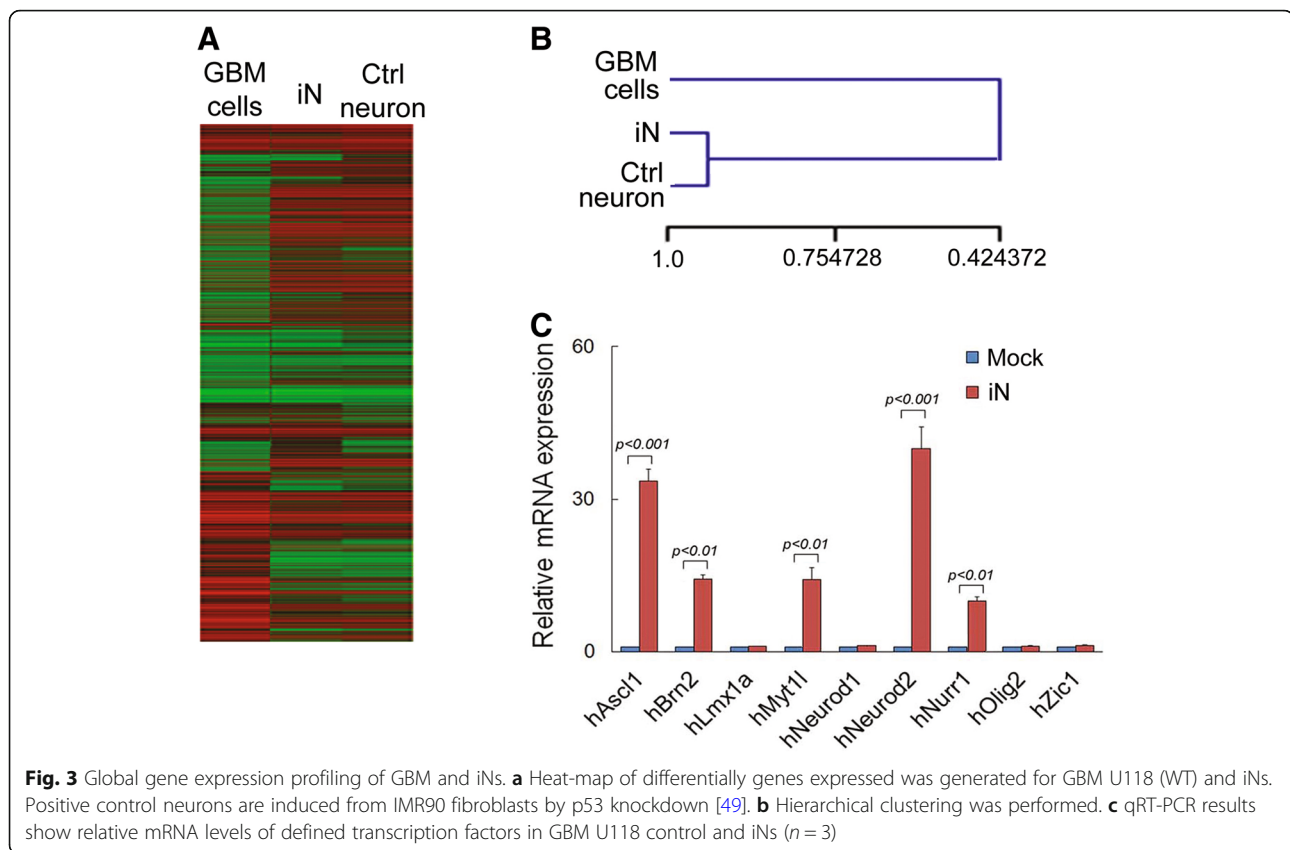 A
GBM
cells
iN
Ctrl
neuron
B
GBM
cells
iN
Ctrl
neuron
1.0
0.754728
0.424372
C
Relative mRNA expression
60
30
0
Mock
iN
p<0.001
p<0.01
p<0.01
p<0.001
p<0.01
hAscl1
hBrn2
hLmx1a
hMyt1l
hNeurod1
hNeurod2
hNurr1
hOlig2
hZic1
Fig. 3 Global gene expression profiling of GBM and iNs. a Heat-map of differentially genes expressed was generated for GBM U118 (WT) and iNs.
Positive control neurons are induced from IMR90 fibroblasts by p53 knockdown [49]. b Hierarchical clustering was performed. c qRT-PCR results
show relative mRNA levels of defined transcription factors in GBM U118 control and iNs (n = 3)